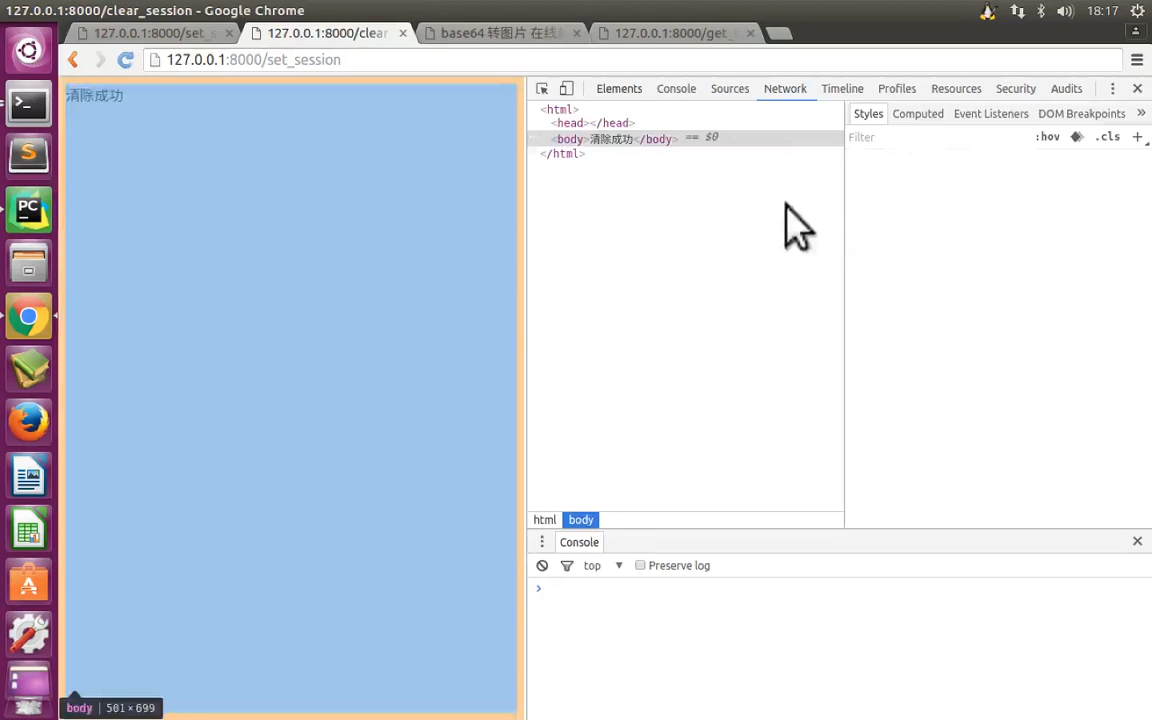 127.0.0.1:8000/clear_session - Google Chrome
18:17
127.0.0.1:8000/set_s
127.0.0.1:8000/clear
base64 转图片 在线
127.0.0.1:8000/get_
127.0.0.1:8000/set_session
清除成功
Elements Console Sources Network Timeline Profiles Resources Security Audits
<html>
<head></head>
<body>清除成功</body> == $0
</html>
Styles Computed Event Listeners DOM Breakpoints »
Filter :hov .cls +
html body
Console
top Preserve log
body 501×699
PC